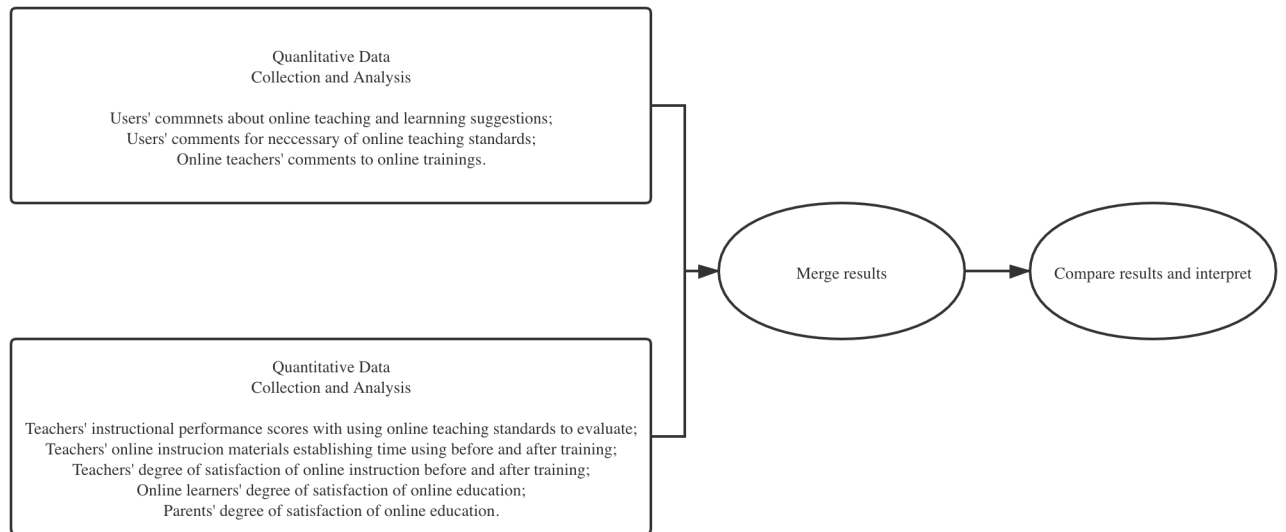 Quanlitative Data
Collection and Analysis
Users' commnets about online teaching and learnning suggestions;
Users' comments for neccessary of online teaching standards;
Online teachers' comments to online trainings.
Merge results
Compare results and interpret
Quantitative Data
Collection and Analysis
Teachers' instructional performance scores with using online teaching standards to evaluate;
Teachers' online instrucion materials establishing time using before and after training;
Teachers' degree of satisfaction of online instruction before and after training;
Online learners' degree of satisfaction of online education;
Parents' degree of satisfaction of online education.